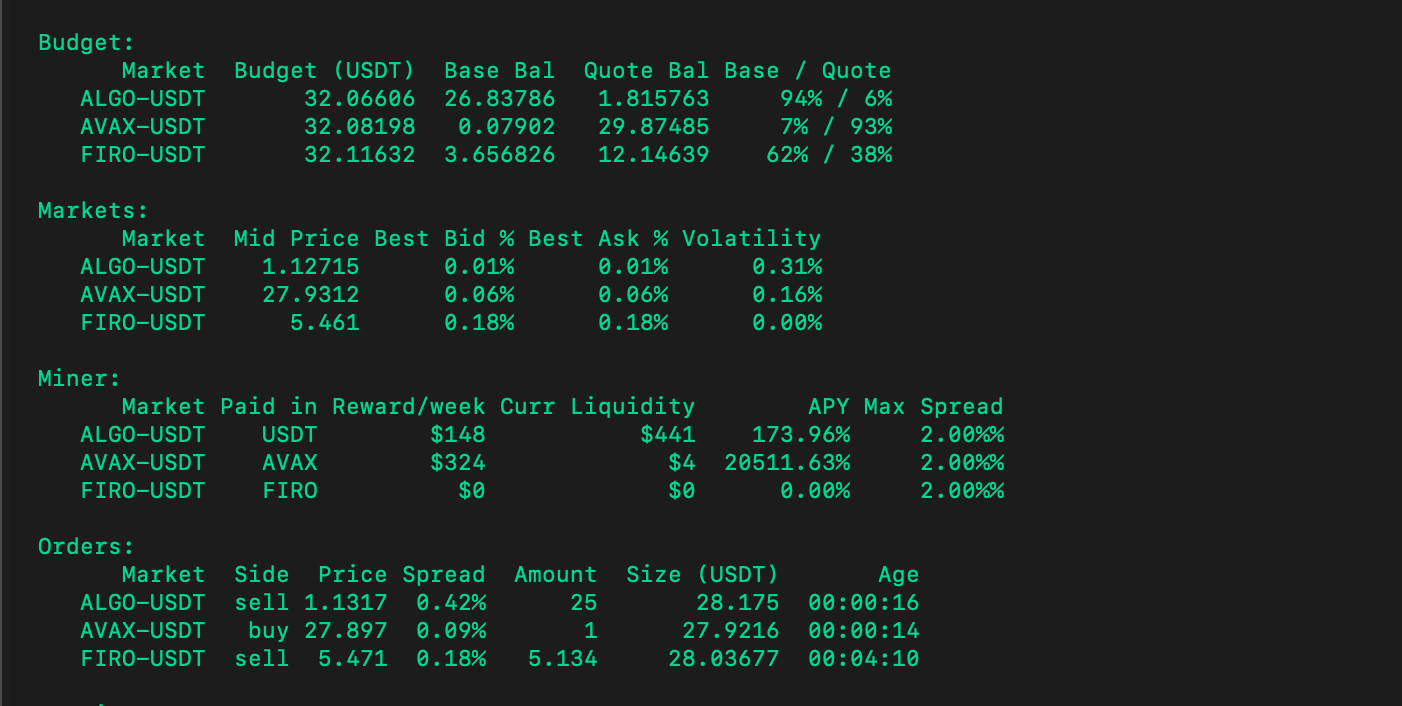 Budget:
Market Budget (USDT) Base Bal Quote Bal Base / Quote
ALGO-USDT 32.06606 26.83786 1.815763 94% / 6%
AVAX-USDT 32.08198 0.07902 29.87485 7% / 93%
FIRO-USDT 32.11632 3.656826 12.14639 62% / 38%
Markets:
Market Mid Price Best Bid % Best Ask % Volatility
ALGO-USDT 1.12715 0.01% 0.01% 0.31%
AVAX-USDT 27.9312 0.06% 0.06% 0.16%
FIRO-USDT 5.461 0.18% 0.18% 0.00%
Miner:
Market Paid in Reward/week Curr Liquidity APY Max Spread
ALGO-USDT USDT $148 $441 173.96% 2.00%%
AVAX-USDT AVAX $324 $4 20511.63% 2.00%%
FIRO-USDT FIRO $0 $0 0.00% 2.00%%
Orders:
Market Side Price Spread Amount Size (USDT) Age
ALGO-USDT sell 1.1317 0.42% 25 28.175 00:00:16
AVAX-USDT buy 27.897 0.09% 1 27.9216 00:00:14
FIRO-USDT sell 5.471 0.18% 5.134 28.03677 00:04:10